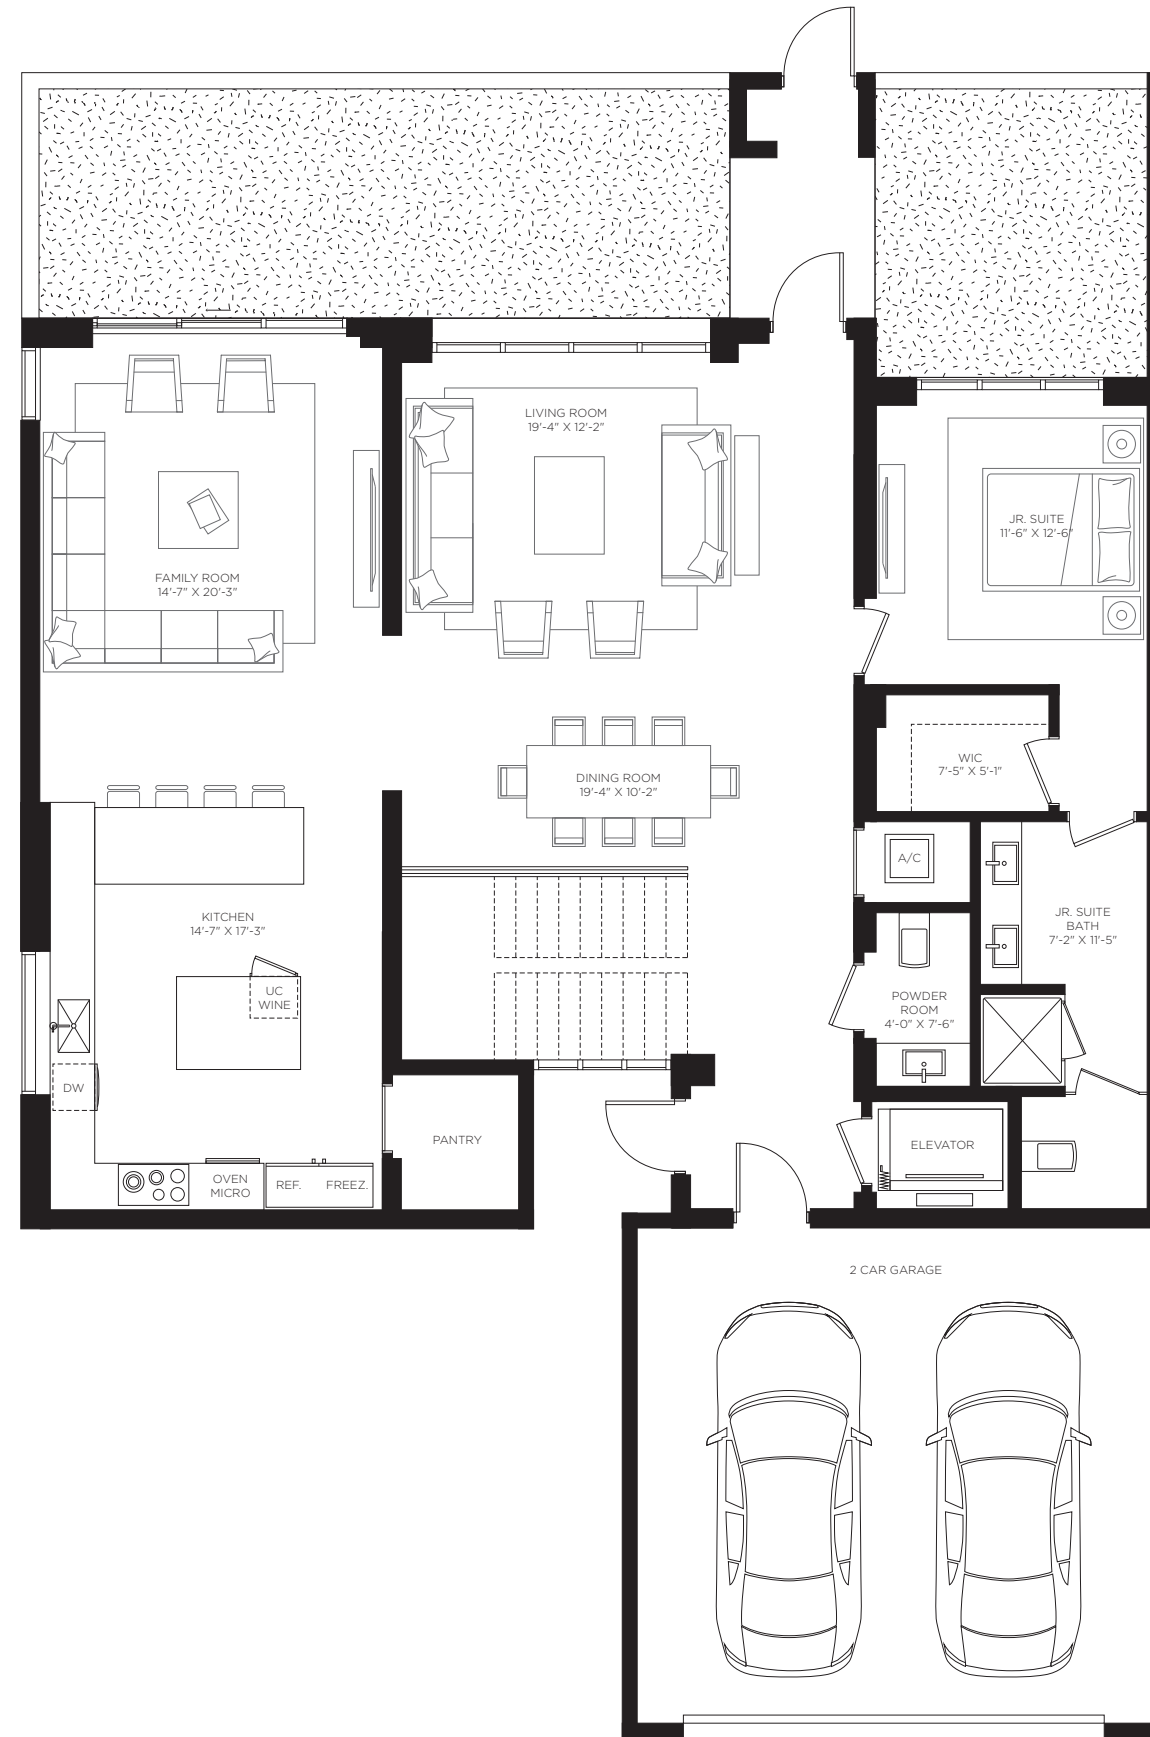 LIVING ROOM
19'-4" X 12'-2"
JR. SUITE
11'-6" X 12'-6"
FAMILY ROOM
14'-7" X 20'-3"
WIC
7'-5" X 5'-1"
DINING ROOM
19'-4" X 10'-2"
A/C
KITCHEN
14'-7" X 17'-3"
JR. SUITE
BATH
7'-2" X 11'-5"
UC
WINE
POWDER
ROOM
4'-0" X 7'-6"
DW
PANTRY
ELEVATOR
OVEN
MICRO
REF.
FREEZ.
2 CAR GARAGE